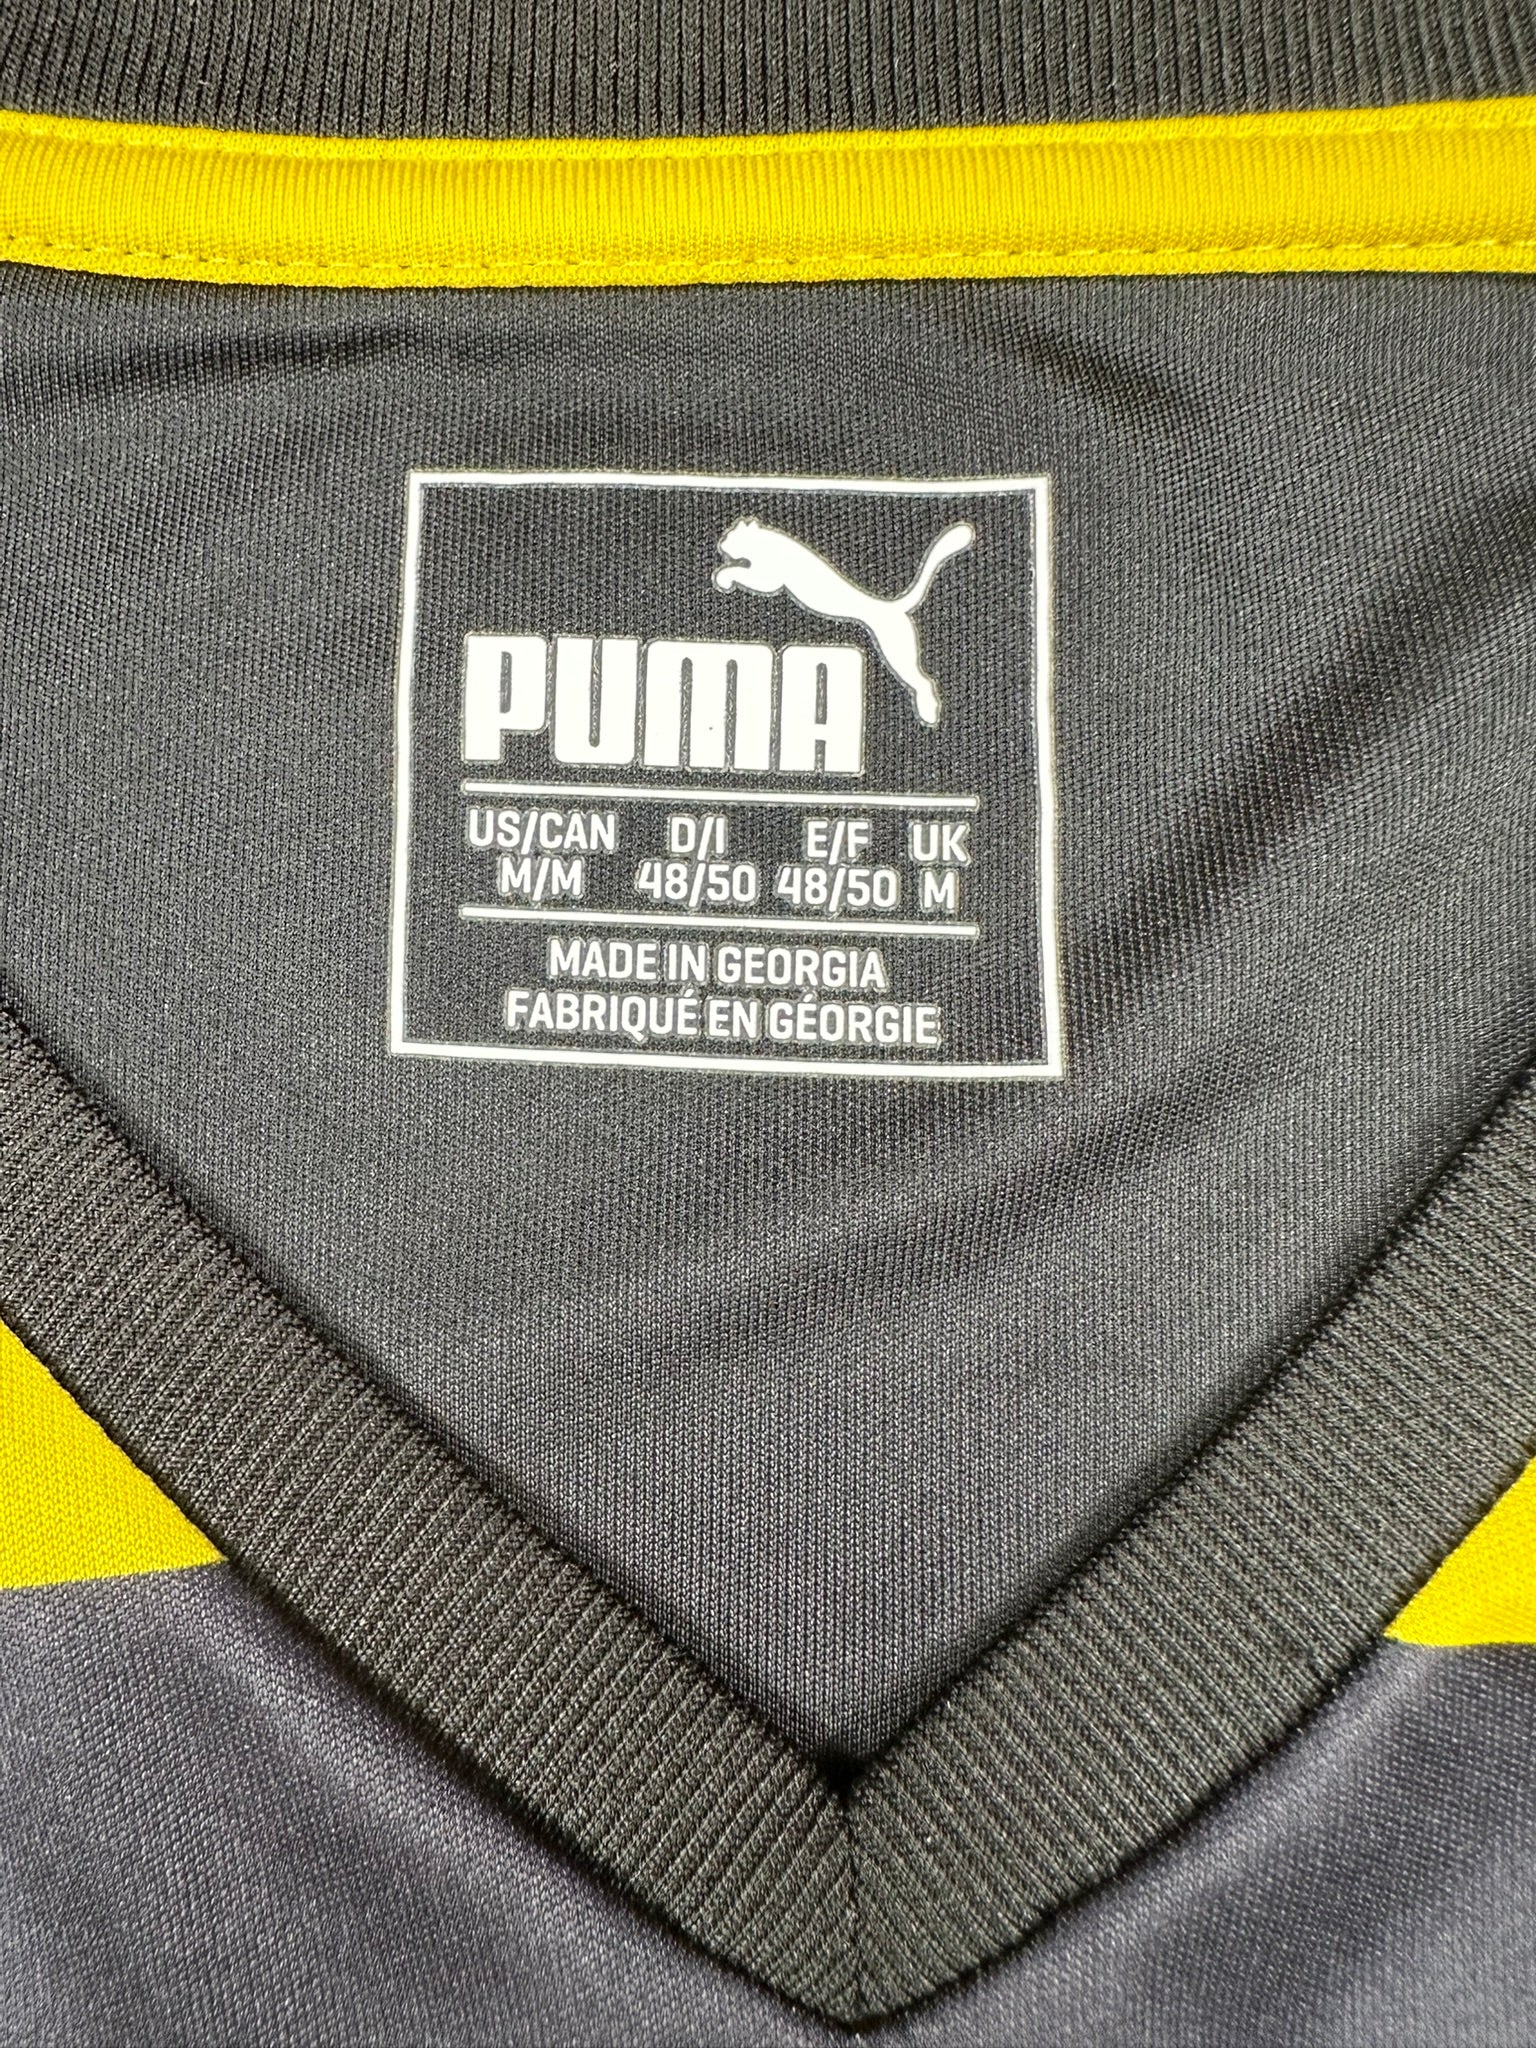 PUMA
US/CAN D/I E/F UK
M/M 48/50 48/50 M
MADE IN GEORGIA
FABRIQUÉ EN GÉORGIE